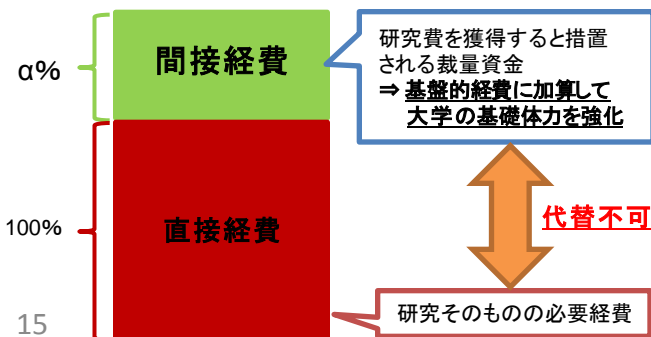 α%
間接経費
研究費を獲得すると措置
される裁量資金
⇒ 基盤的経費に加算して
大学の基礎体力を強化
代替不可
100%
直接経費
研究そのものの必要経費
15